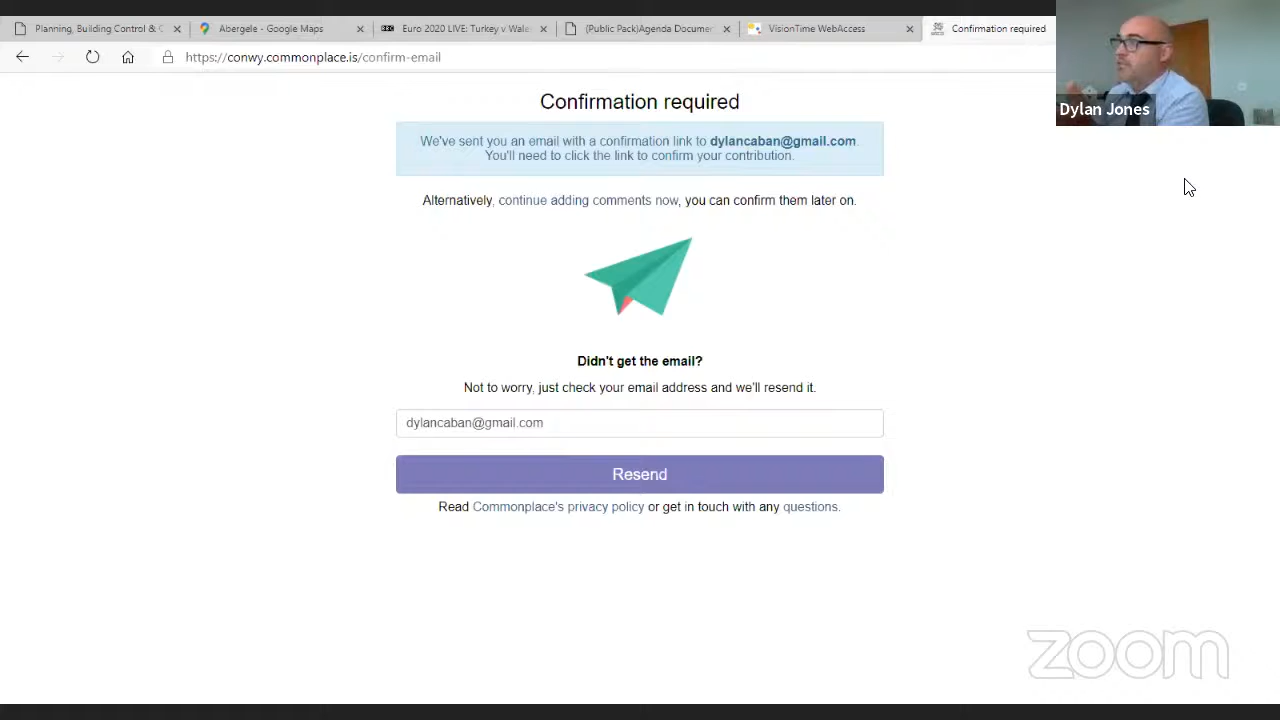 Planning, Building Control & C
Abergele - Google Maps
Euro 2020 LIVE: Turkey v Wale
(Public Pack)Agenda Documen
VisionTime WebAccess
Confirmation required
https://conwy.commonplace.is/confirm-email
Dylan Jones
Confirmation required
We've sent you an email with a confirmation link to dylancaban@gmail.com.
You'll need to click the link to confirm your contribution.
Alternatively, continue adding comments now, you can confirm them later on.
Didn't get the email?
Not to worry, just check your email address and we'll resend it.
dylancaban@gmail.com
Resend
Read Commonplace's privacy policy or get in touch with any questions.
zoom